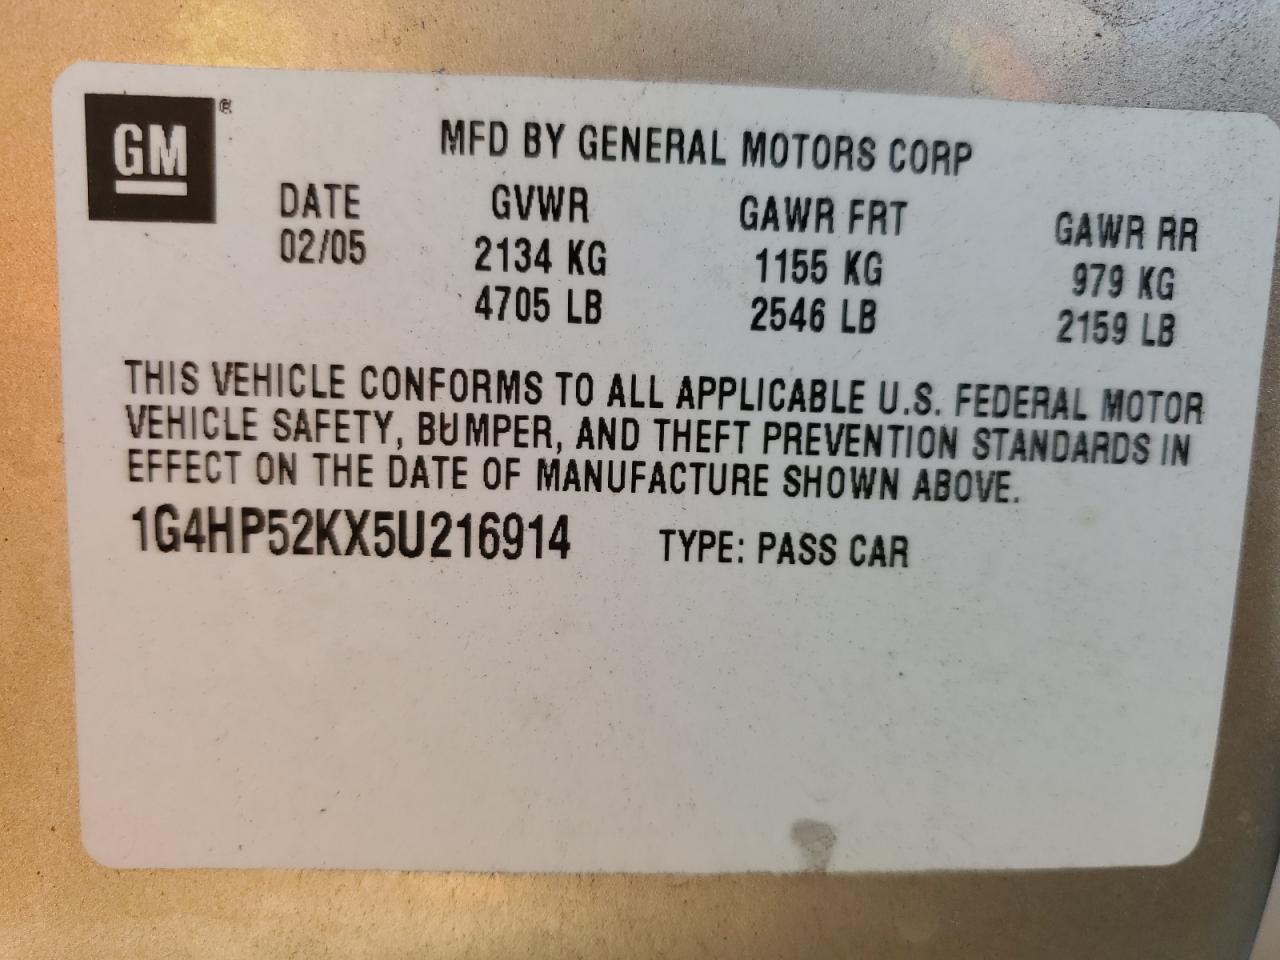 GM ®
MFD BY GENERAL MOTORS CORP
DATE GVWR GAWR FRT GAWR RR
02/05 2134 KG 1155 KG 979 KG
4705 LB 2546 LB 2159 LB
THIS VEHICLE CONFORMS TO ALL APPLICABLE U.S. FEDERAL MOTOR
VEHICLE SAFETY, BUMPER, AND THEFT PREVENTION STANDARDS IN
EFFECT ON THE DATE OF MANUFACTURE SHOWN ABOVE.
1G4HP52KX5U216914 TYPE: PASS CAR